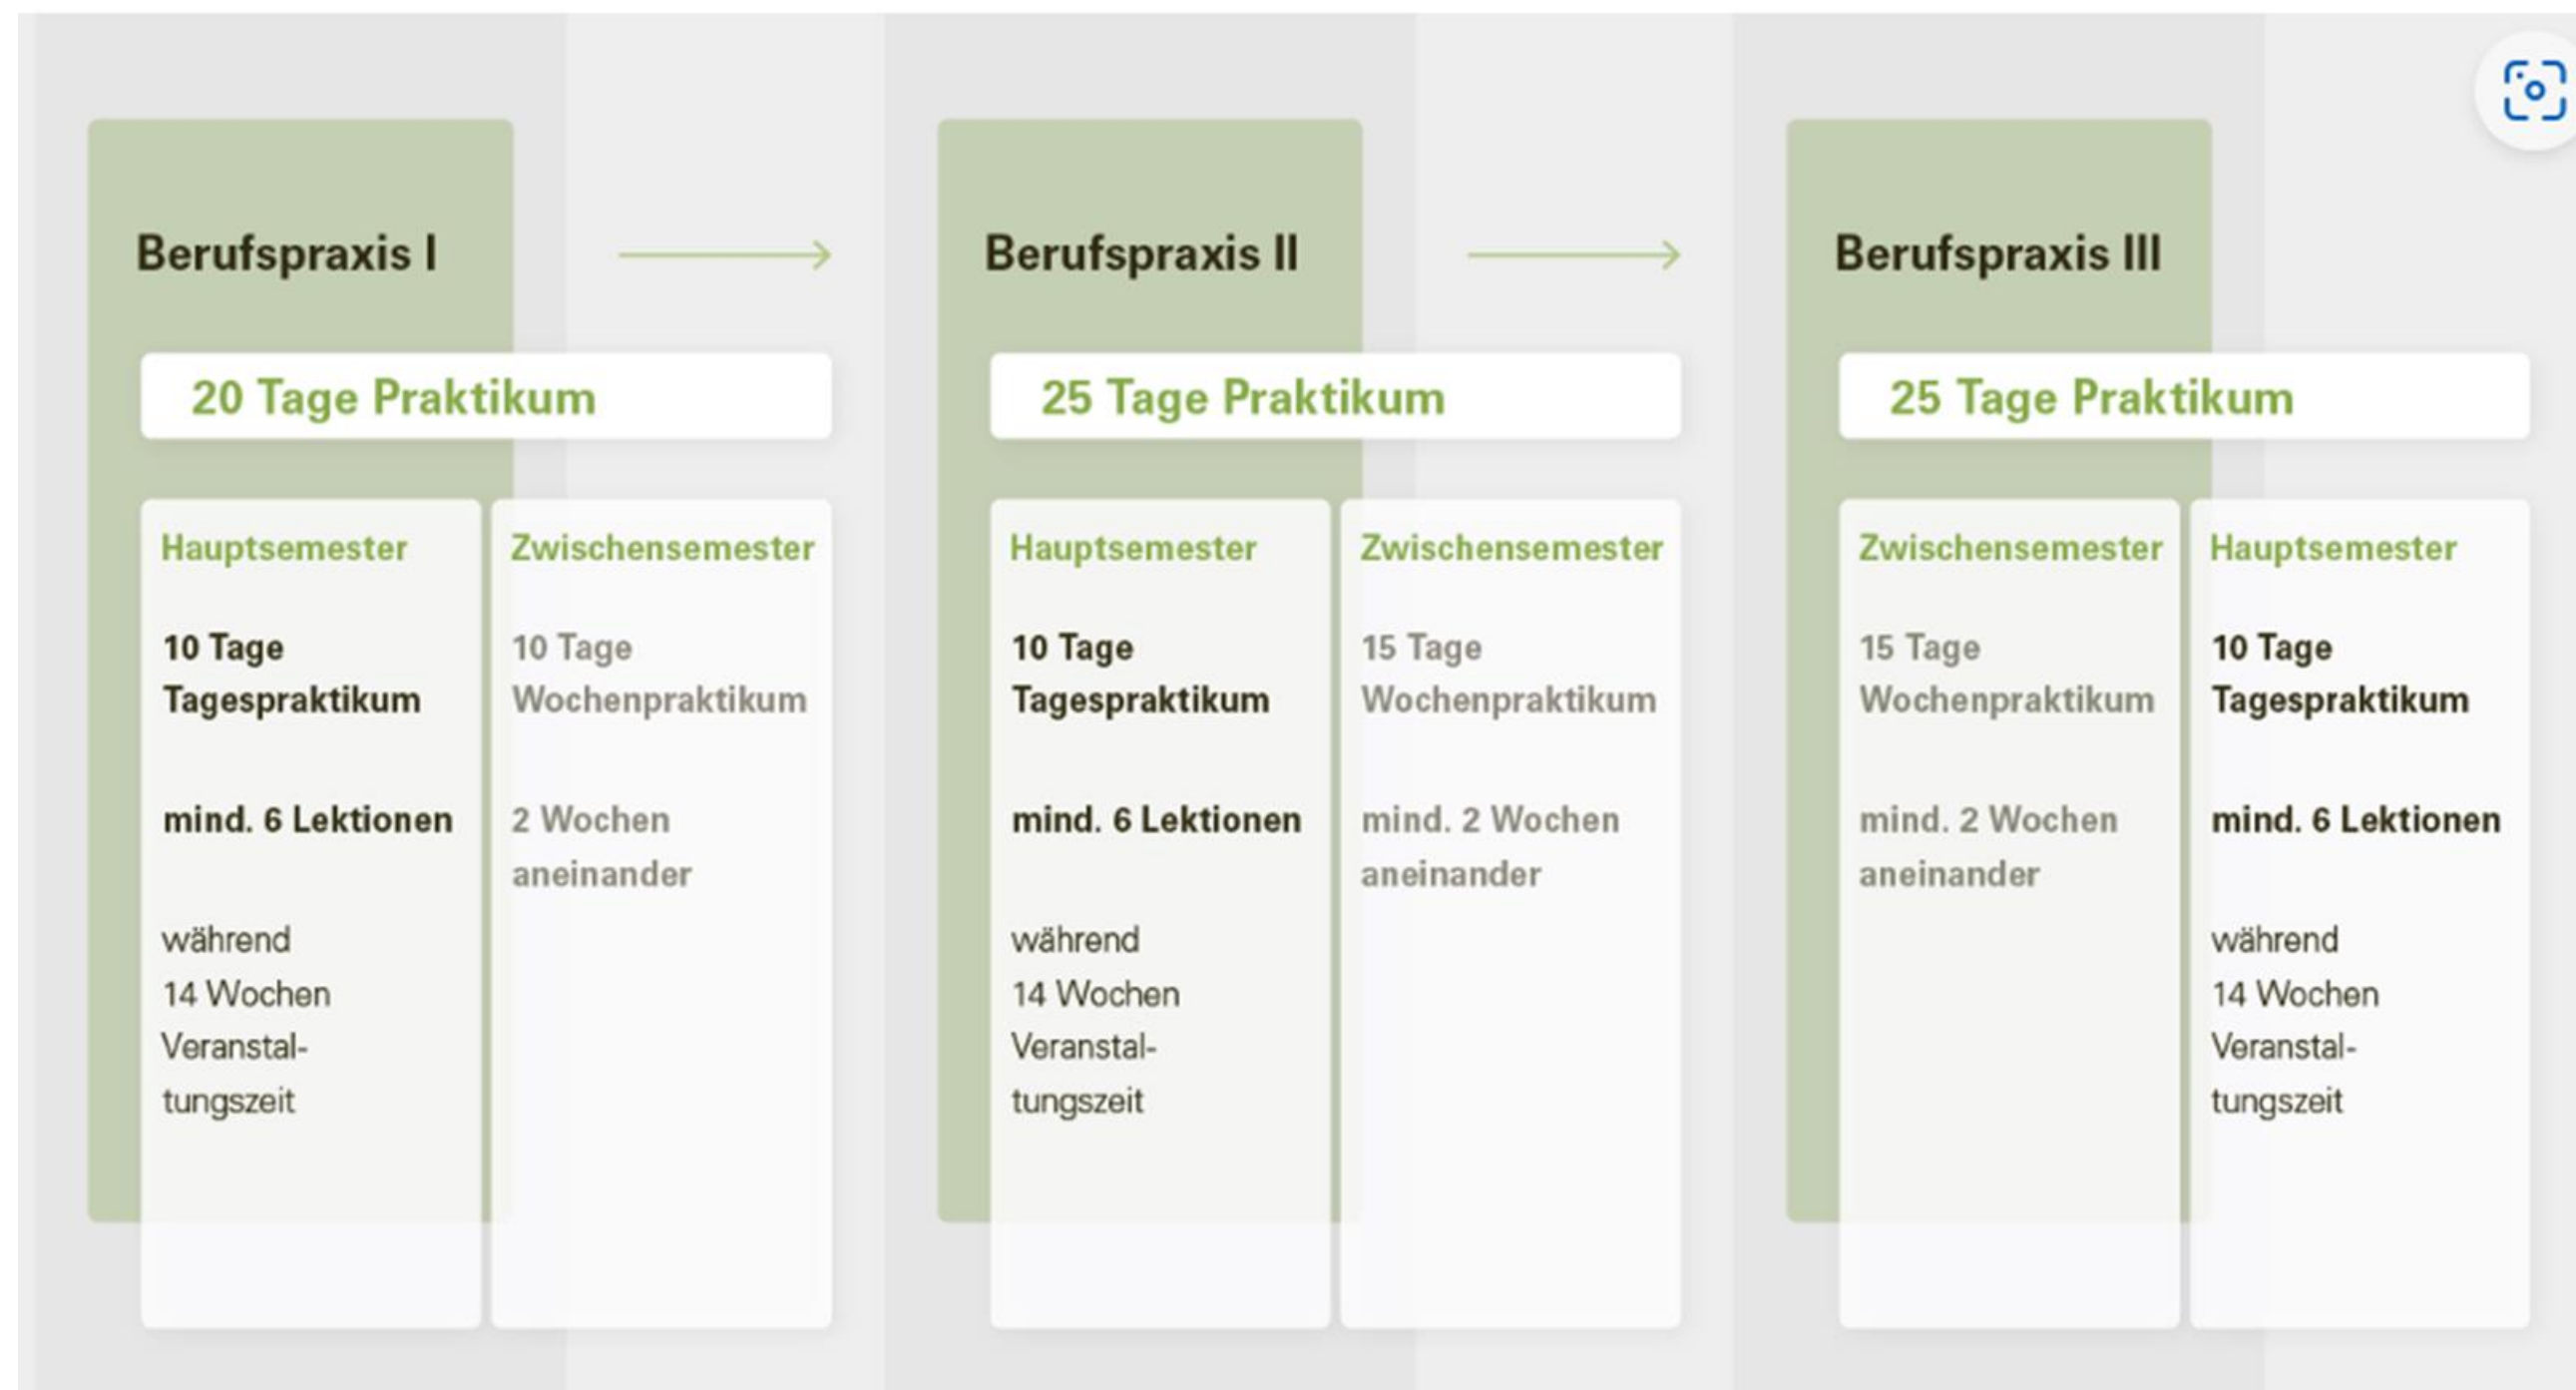 Berufspraxis I
20 Tage Praktikum
Hauptsemester
10 Tage
Tagespraktikum
mind. 6 Lektionen
während
14 Wochen
Veranstal-
tungszeit
Zwischensemester
10 Tage
Wochenpraktikum
2 Wochen
aneinander
Berufspraxis II
25 Tage Praktikum
Hauptsemester
10 Tage
Tagespraktikum
mind. 6 Lektionen
während
14 Wochen
Veranstal-
tungszeit
Zwischensemester
15 Tage
Wochenpraktikum
mind. 2 Wochen
aneinander
Berufspraxis III
25 Tage Praktikum
Zwischensemester
15 Tage
Wochenpraktikum
mind. 2 Wochen
aneinander
Hauptsemester
10 Tage
Tagespraktikum
mind. 6 Lektionen
während
14 Wochen
Veranstal-
tungszeit